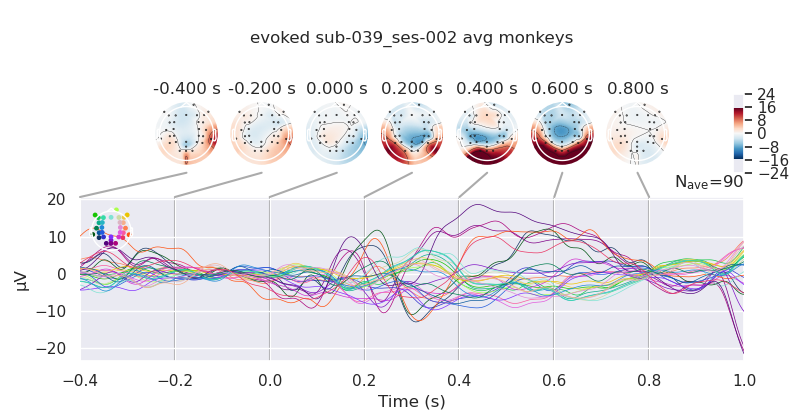 evoked sub-039_ses-002 avg monkeys
-0.400 s -0.200 s 0.000 s 0.200 s 0.400 s 0.600 s 0.800 s
24
16
8
0
−8
−16
−24
Nave=90
20
10
0
−10
−20
µV
−0.4 −0.2 0.0 0.2 0.4 0.6 0.8 1.0
Time (s)